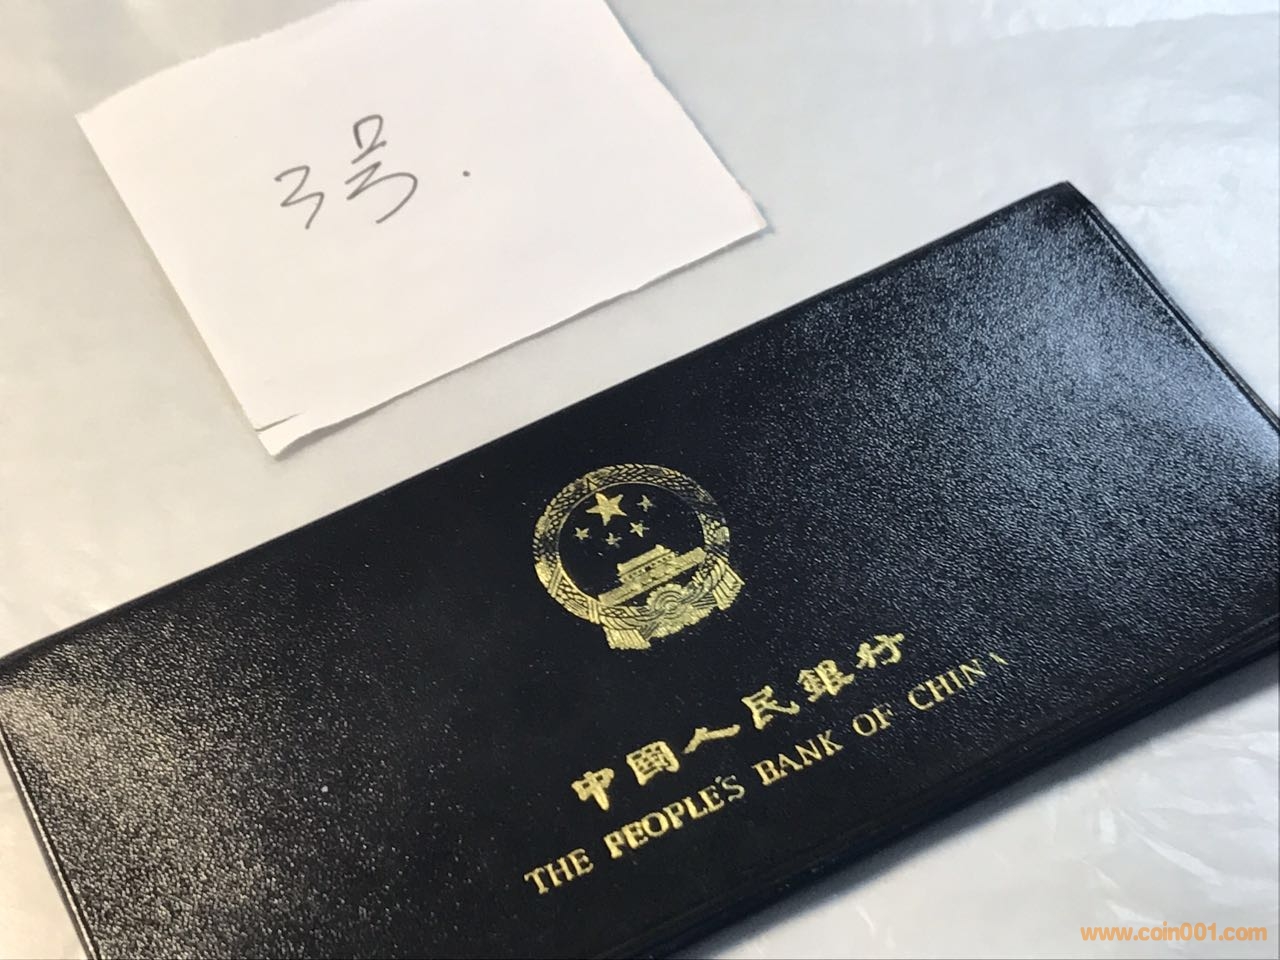 3号.
中國人民銀行
THE PEOPLE'S BANK OF CHINA
www.coin001.com